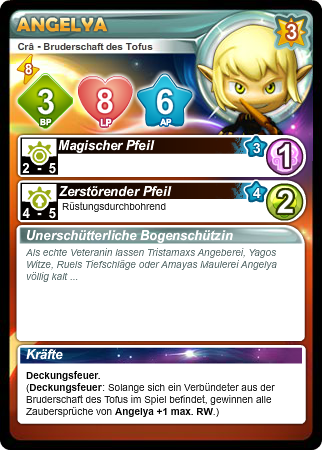 ANGELYA
3
Crâ - Bruderschaft des Tofus
8
3
BP
8
LP
6
AP
Magischer Pfeil
3
1
2 - 5
Zerstörender Pfeil
4
2
4 - 5
Rüstungsdurchbohrend
Unerschütterliche Bogenschützin
Als echte Veteranin lassen Tristamaxs Angeberei, Yagos
Witze, Ruels Tiefschläge oder Amayas Maulerei Angelya
völlig kalt ...
Kräfte
Deckungsfeuer.
(Deckungsfeuer: Solange sich ein Verbündeter aus der
Bruderschaft des Tofus im Spiel befindet, gewinnen alle
Zaubersprüche von Angelya +1 max. RW.)